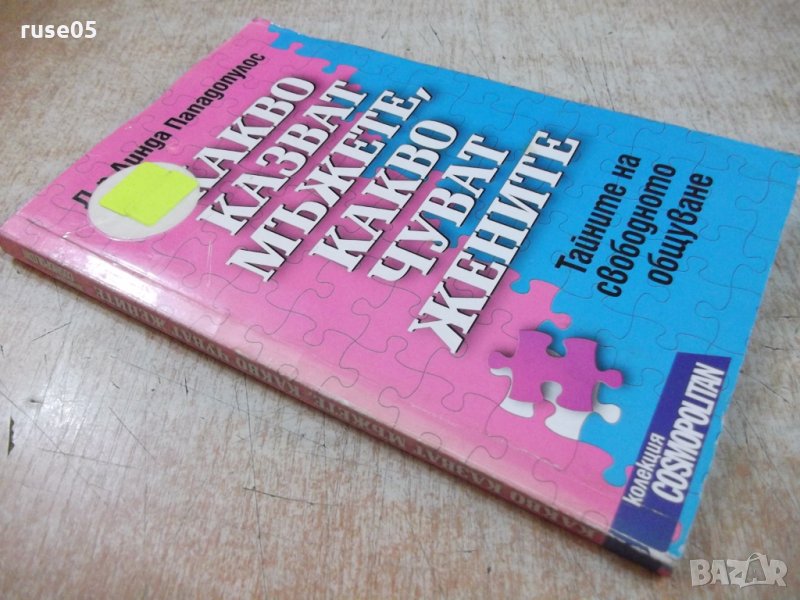 ruse05
Д-р Линда Пападопулос
КАКВО
КАЗВАТ
МЪЖЕТЕ,
КАКВО
ЧУВАТ
ЖЕНИТЕ
Тайните на
свободното
общуване
колекция
COSMOPOLITAN
КАКВО КАЗВАТ МЪЖЕТЕ, КАКВО ЧУВАТ ЖЕНИТЕ
BAZAR